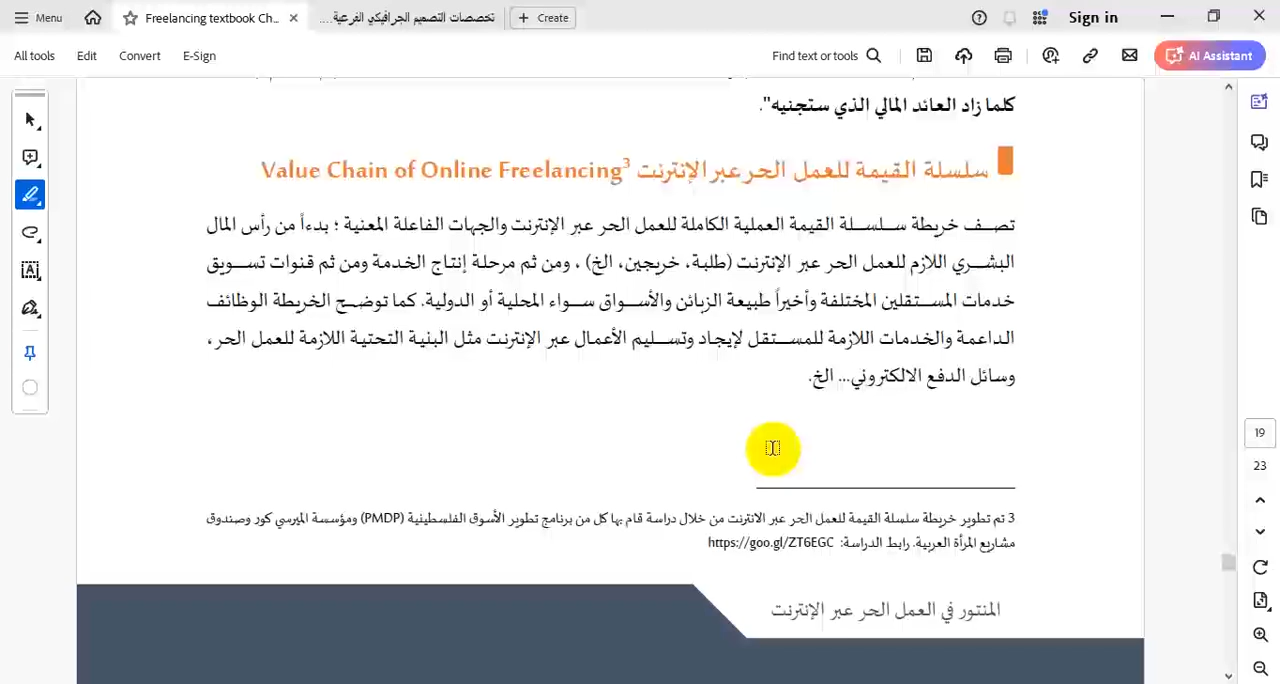 Menu
Freelancing textbook Ch...
تخصصات التصميم الجرافيكي الفرعية....
Create
Sign in
All tools
Edit
Convert
E-Sign
Find text or tools
AI Assistant
كلما زاد العائد المالي الذي ستجنيه".
سلسلة القيمة للعمل الحر عبر الإنترنت Value Chain of Online Freelancing3
تصف خريطة سلسلة القيمة العملية الكاملة للعمل الحر عبر الإنترنت والجهات الفاعلة المعنية ؛ بدءاً من رأس المال
البشري اللازم للعمل الحر عبر الإنترنت (طلبة، خريجين، الخ) ، ومن ثم مرحلة إنتاج الخدمة ومن ثم قنوات تسويق
خدمات المستقلين المختلفة وأخيراً طبيعة الزبائن والأسواق سواء المحلية أو الدولية. كما توضح الخريطة الوظائف
الداعمة والخدمات اللازمة للمستقل لإيجاد وتسليم الأعمال عبر الإنترنت مثل البنية التحتية اللازمة للعمل الحر ،
وسائل الدفع الالكتروني... الخ.
3 تم تطوير خريطة سلسلة القيمة للعمل الحر عبر الانترنت من خلال دراسة قام بها كل من برنامج تطوير الأسوق الفلسطينية (PMDP) ومؤسسة الميرسي كور وصندوق
مشاريع المرأة العربية. رابط الدراسة: https://goo.gl/ZT6EGC
المنتور في العمل الحر عبر الإنترنت
19
23